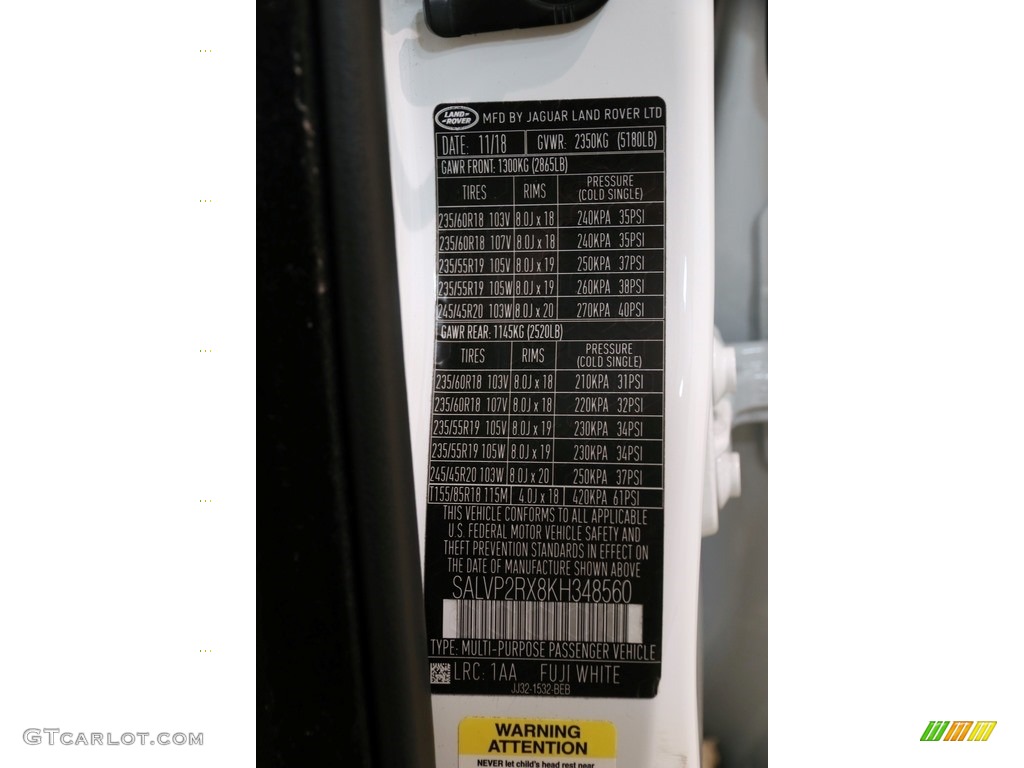 LAND ROVER MFD BY JAGUAR LAND ROVER LTD
DATE: 11/18 GVWR: 2350KG (5180LB)
GAWR FRONT: 1300KG (2865LB)
TIRES RIMS PRESSURE (COLD SINGLE)
235/60R18 103V 8.0J x 18 240KPA 35PSI
235/60R18 107V 8.0J x 18 240KPA 35PSI
235/55R19 105V 8.0J x 19 250KPA 37PSI
235/55R19 105W 8.0J x 19 260KPA 38PSI
245/45R20 103W 8.0J x 20 270KPA 40PSI
GAWR REAR: 1145KG (2520LB)
TIRES RIMS PRESSURE (COLD SINGLE)
235/60R18 103V 8.0J x 18 210KPA 31PSI
235/60R18 107V 8.0J x 18 220KPA 32PSI
235/55R19 105V 8.0J x 19 230KPA 34PSI
235/55R19 105W 8.0J x 19 230KPA 34PSI
245/45R20 103W 8.0J x 20 250KPA 37PSI
T155/85R18 115M 4.0J x 18 420KPA 61PSI
THIS VEHICLE CONFORMS TO ALL APPLICABLE
U.S. FEDERAL MOTOR VEHICLE SAFETY AND
THEFT PREVENTION STANDARDS IN EFFECT ON
THE DATE OF MANUFACTURE SHOWN ABOVE
SALVP2RX8KH348560
TYPE: MULTI-PURPOSE PASSENGER VEHICLE
LRC: 1AA FUJI WHITE
JJ32-1532-BEB
WARNING
ATTENTION
NEVER let child's head rest near
GTCARLOT.COM